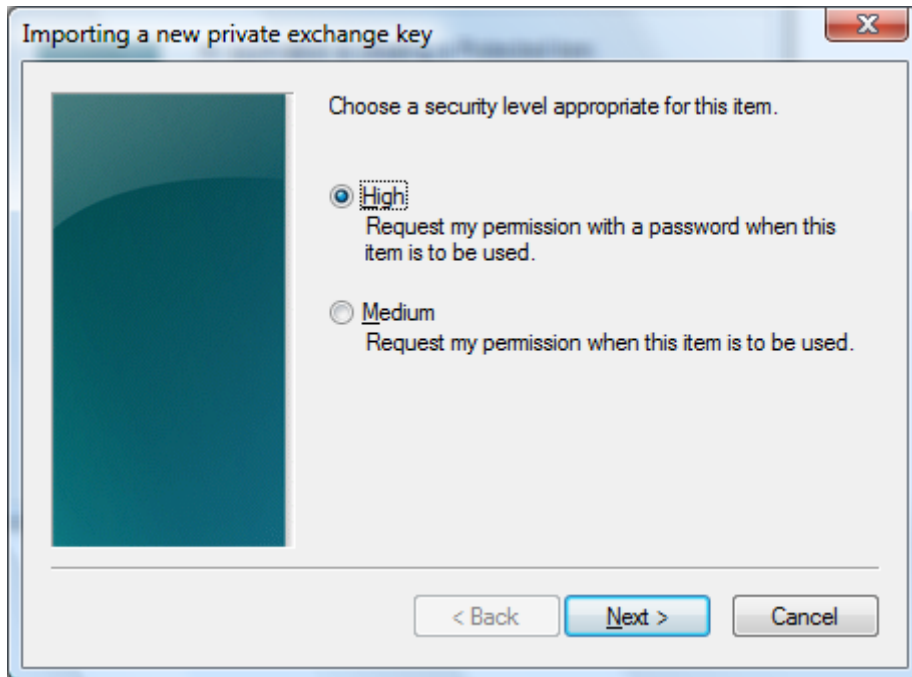 Importing a new private exchange key
Choose a security level appropriate for this item.
High
Request my permission with a password when this
item is to be used.
Medium
Request my permission when this item is to be used.
< Back
Next >
Cancel